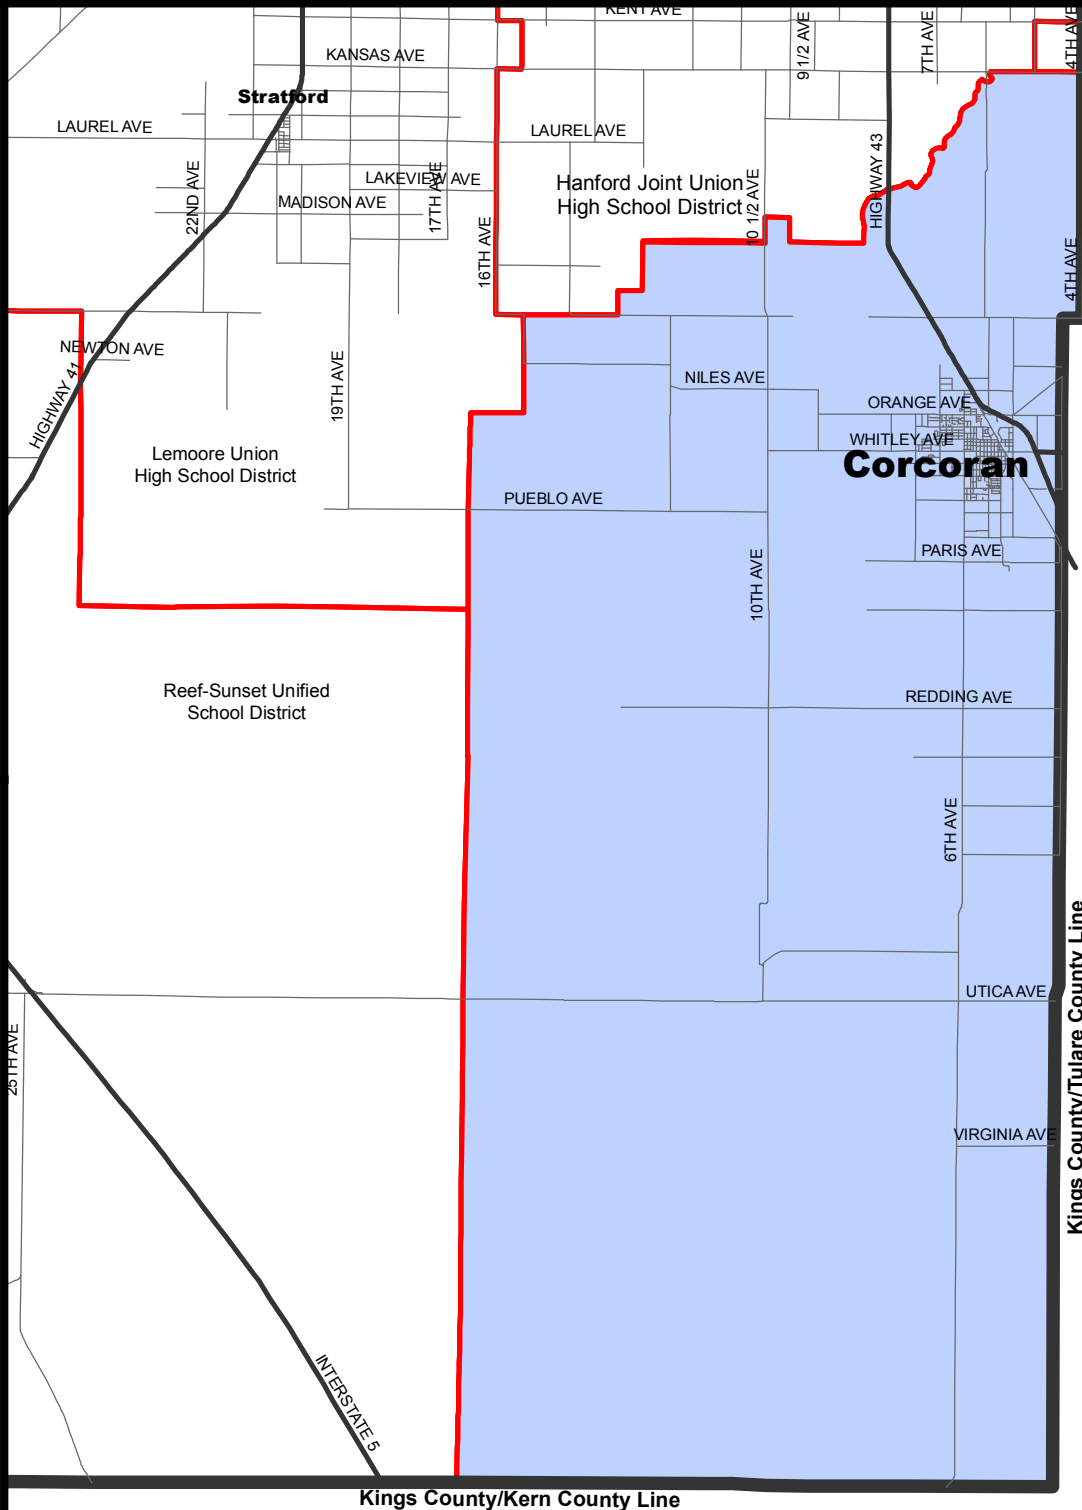 KENT AVE
KANSAS AVE
9 1/2 AVE
7TH AVE
4TH AVE
Stratford
LAUREL AVE
LAUREL AVE
HIGHWAY 43
22ND AVE
LAKEVIEW AVE
17TH AVE
MADISON AVE
Hanford Joint Union
High School District
10 1/2 AVE
16TH AVE
4TH AVE
NEWTON AVE
HIGHWAY 41
19TH AVE
NILES AVE
ORANGE AVE
WHITLEY AVE
Corcoran
Lemoore Union
High School District
PUEBLO AVE
PARIS AVE
10TH AVE
Reef-Sunset Unified
School District
REDDING AVE
6TH AVE
UTICA AVE
25TH AVE
Kings County/Tulare County Line
VIRGINIA AVE
INTERSTATE 5
Kings County/Kern County Line